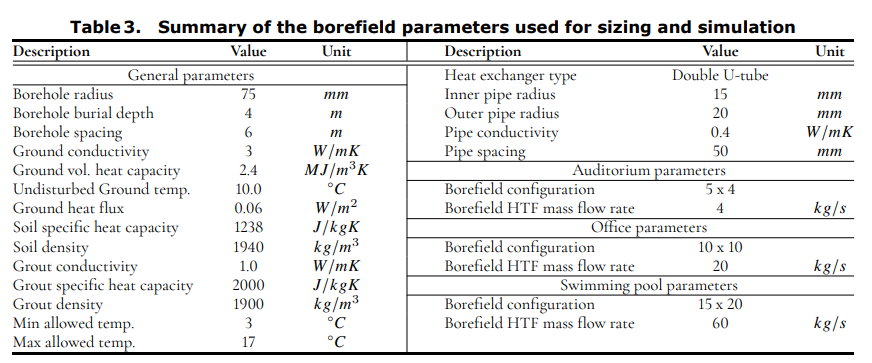 Table 3. Summary of the borefield parameters used for sizing and simulation
Description Value Unit Description Value Unit
General parameters Heat exchanger type Double U-tube
Borehole radius 75 mm Inner pipe radius 15 mm
Borehole burial depth 4 m Outer pipe radius 20 mm
Borehole spacing 6 m Pipe conductivity 0.4 W/mK
Ground conductivity 3 W/mK Pipe spacing 50 mm
Ground vol. heat capacity 2.4 MJ/m³K Auditorium parameters
Undisturbed Ground temp. 10.0 °C Borefield configuration 5 x 4
Ground heat flux 0.06 W/m² Borefield HTF mass flow rate 4 kg/s
Soil specific heat capacity 1238 J/kgK Office parameters
Soil density 1940 kg/m³ Borefield configuration 10 x 10
Grout conductivity 1.0 W/mK Borefield HTF mass flow rate 20 kg/s
Grout specific heat capacity 2000 J/kgK Swimming pool parameters
Grout density 1900 kg/m³ Borefield configuration 15 x 20
Min allowed temp. 3 °C Borefield HTF mass flow rate 60 kg/s
Max allowed temp. 17 °C